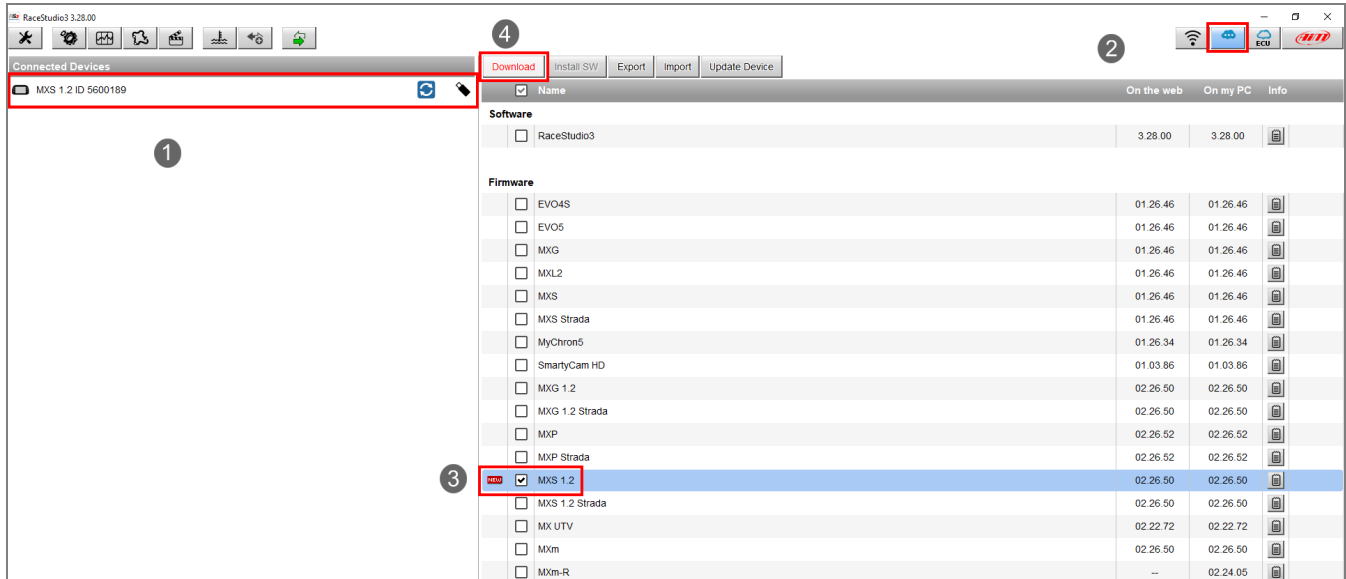 RaceStudio3 3.28.00
4
2
ECU
AiM
Connected Devices
Download Install SW Export Import Update Device
MXS 1.2 ID 5600189
Name On the web On my PC Info
Software
RaceStudio3 3.28.00 3.28.00
1
Firmware
EVO4S 01.26.46 01.26.46
EVO5 01.26.46 01.26.46
MXG 01.26.46 01.26.46
MXL2 01.26.46 01.26.46
MXS 01.26.46 01.26.46
MXS Strada 01.26.46 01.26.46
MyChron5 01.26.34 01.26.34
SmartyCam HD 01.03.86 01.03.86
MXG 1.2 02.26.50 02.26.50
MXG 1.2 Strada 02.26.50 02.26.50
MXP 02.26.52 02.26.52
MXP Strada 02.26.52 02.26.52
3
NEW MXS 1.2 02.26.50 02.26.50
MXS 1.2 Strada 02.26.50 02.26.50
MX UTV 02.22.72 02.22.72
MXm 02.26.50 02.26.50
MXm-R -- 02.24.05